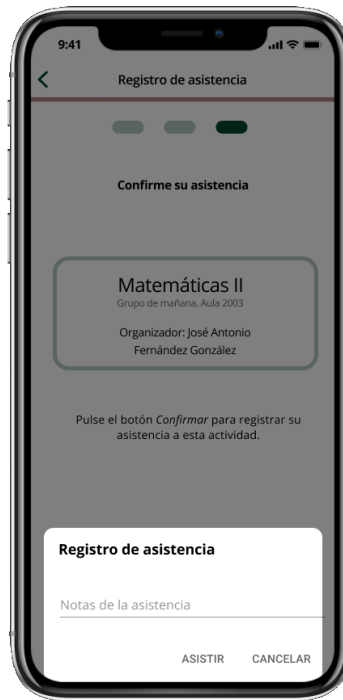 9:41
Registro de asistencia
Confirme su asistencia
Matemáticas II
Grupo de mañana. Aula 2003
Organizador: José Antonio
Fernández González
Pulse el botón Confirmar para registrar su
asistencia a esta actividad.
Registro de asistencia
Notas de la asistencia
ASISTIR CANCELAR